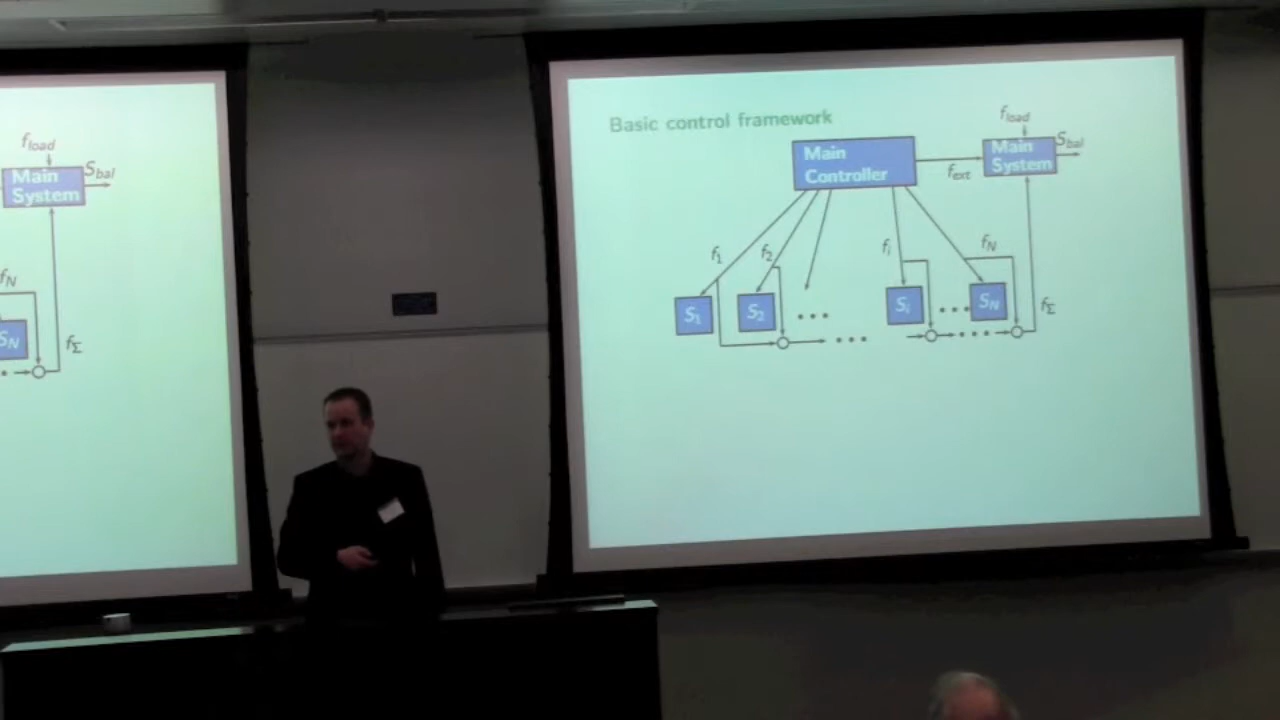 f_load
Main
System
S_bal
f_N
S_N
f_Σ
Basic control framework
Main
Controller
f_ext
f_load
Main
System
S_bal
f_1
f_2
f_i
f_N
S_1
S_2
...
S_i
...
S_N
f_Σ